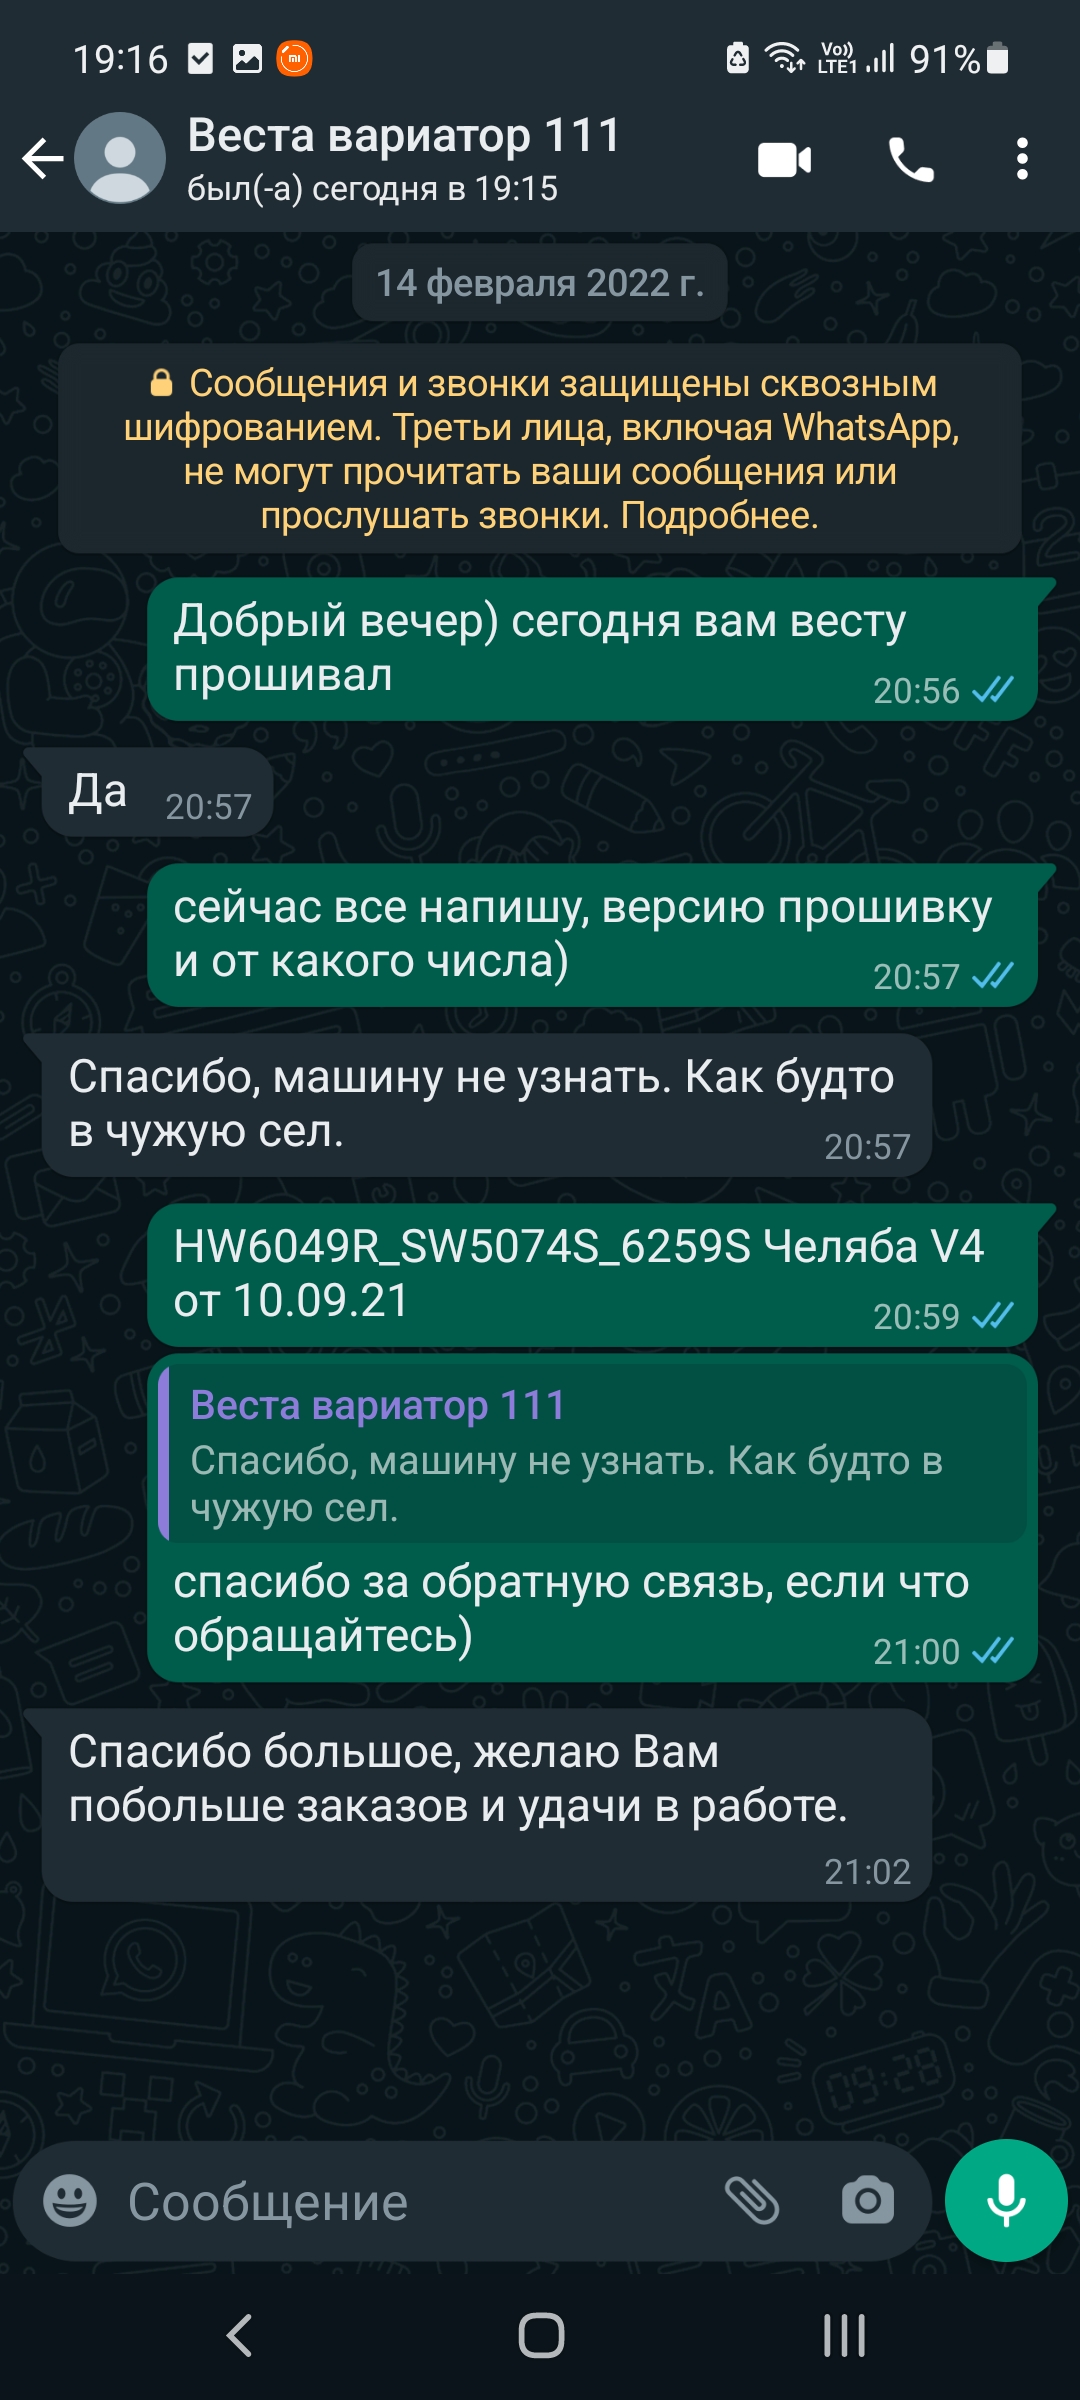 19:16
Vo))
LTE1
91%
Веста вариатор 111
был(-а) сегодня в 19:15
14 февраля 2022 г.
Сообщения и звонки защищены сквозным
шифрованием. Третьи лица, включая WhatsApp,
не могут прочитать ваши сообщения или
прослушать звонки. Подробнее.
Добрый вечер) сегодня вам весту
прошивал
20:56
Да
20:57
сейчас все напишу, версию прошивку
и от какого числа)
20:57
Спасибо, машину не узнать. Как будто
в чужую сел.
20:57
HW6049R_SW5074S_6259S Челяба V4
от 10.09.21
20:59
Веста вариатор 111
Спасибо, машину не узнать. Как будто в
чужую сел.
спасибо за обратную связь, если что
обращайтесь)
21:00
Спасибо большое, желаю Вам
побольше заказов и удачи в работе.
21:02
Сообщение